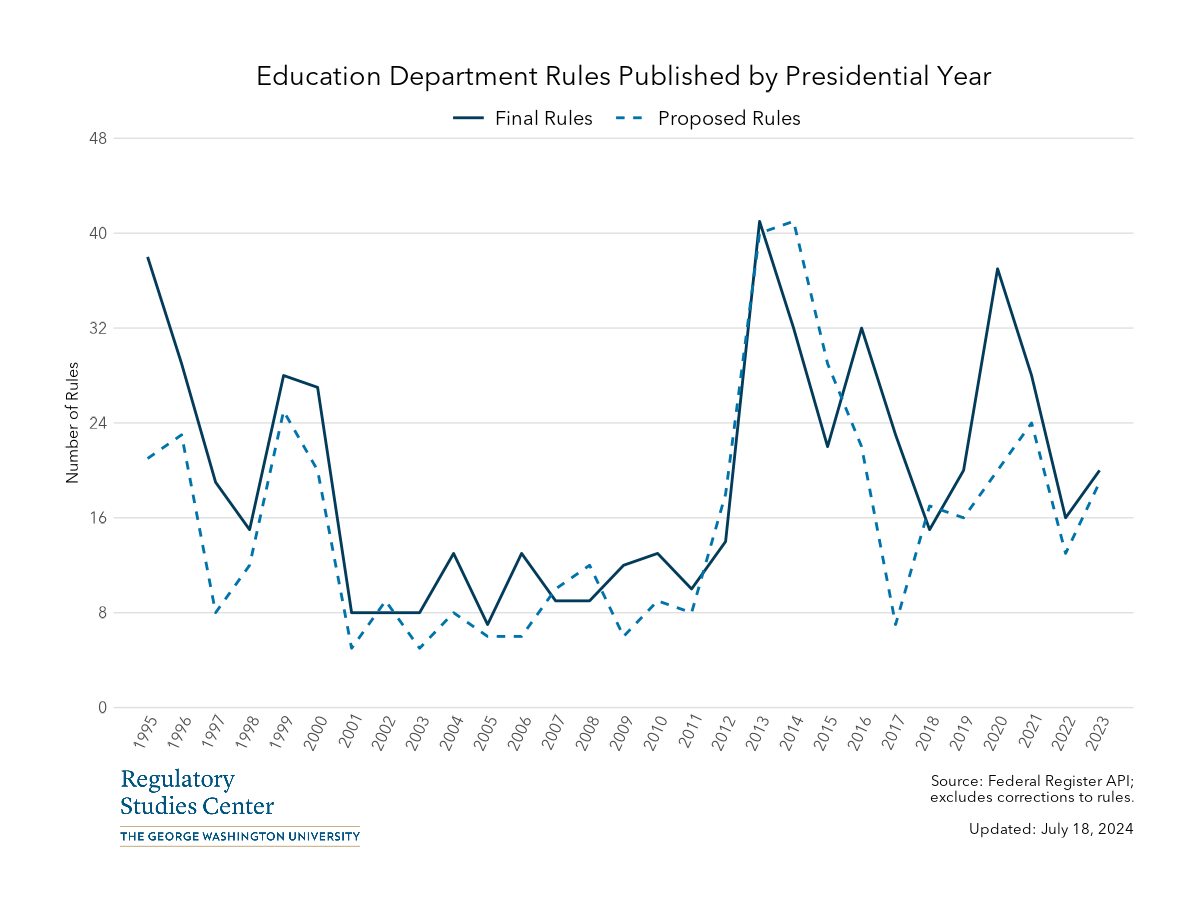 Education Department Rules Published by Presidential Year
Final Rules Proposed Rules
48
40
32
24
16
8
0
Number of Rules
1995 1996 1997 1998 1999 2000 2001 2002 2003 2004 2005 2006 2007 2008 2009 2010 2011 2012 2013 2014 2015 2016 2017 2018 2019 2020 2021 2022 2023
Regulatory
Studies Center
THE GEORGE WASHINGTON UNIVERSITY
Source: Federal Register API;
excludes corrections to rules.
Updated: July 18, 2024